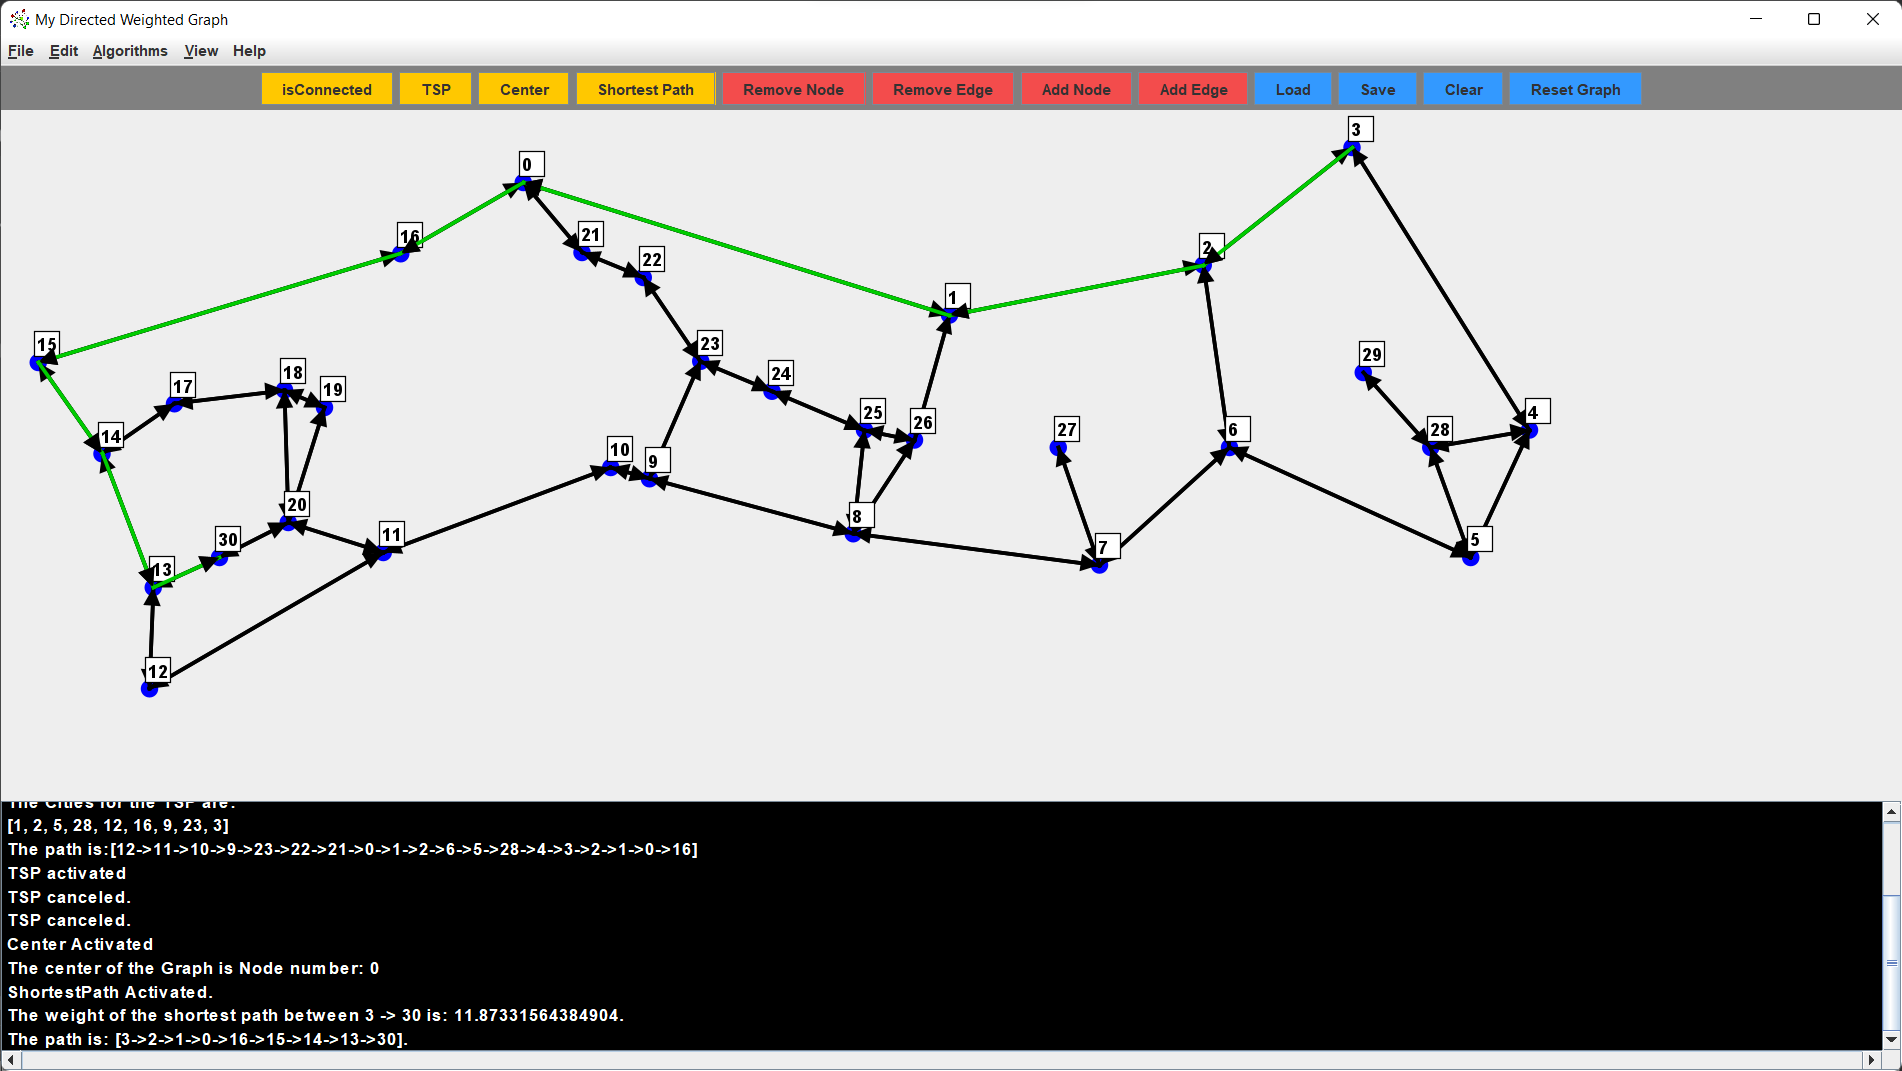 My Directed Weighted Graph
File Edit Algorithms View Help
isConnected TSP Center Shortest Path Remove Node Remove Edge Add Node Add Edge Load Save Clear Reset Graph
3
0
16
21
2
22
1
15
23
29
18
24
17
19
25
4
26
27
6
28
14
10
9
20
8
11
30
5
7
13
12
The Cities for the TSP are:
[1, 2, 5, 28, 12, 16, 9, 23, 3]
The path is:[12->11->10->9->23->22->21->0->1->2->6->5->28->4->3->2->1->0->16]
TSP activated
TSP canceled.
TSP canceled.
Center Activated
The center of the Graph is Node number: 0
ShortestPath Activated.
The weight of the shortest path between 3 -> 30 is: 11.87331564384904.
The path is: [3->2->1->0->16->15->14->13->30].